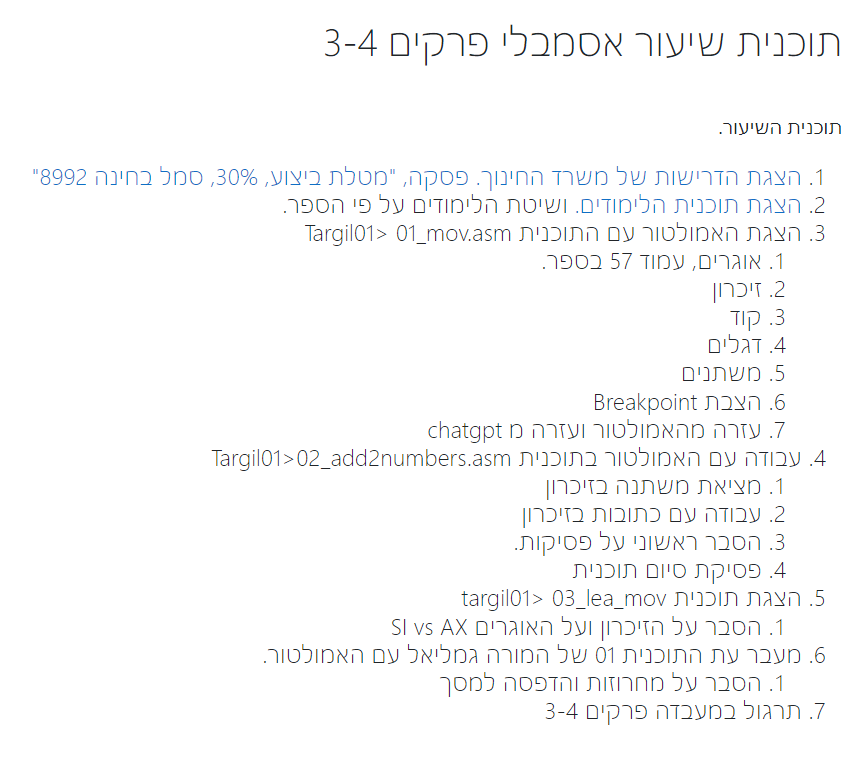 תוכנית שיעור אסמבלי פרקים 3-4
תוכנית השיעור.
1. הצגת הדרישות של משרד החינוך. פסקה, "מטלת ביצוע, 30%, סמל בחינה 8992"
2. הצגת תוכנית הלימודים. ושיטת הלימודים על פי הספר.
3. הצגת האמולטור עם התוכנית Targil01> 01_mov.asm
1. אוגרים, עמוד 57 בספר.
2. זיכרון
3. קוד
4. דגלים
5. משתנים
6. הצבת Breakpoint
7. עזרה מהאמולטור ועזרה מ chatgpt
4. עבודה עם האמולטור בתוכנית Targil01>02_add2numbers.asm
1. מציאת משתנה בזיכרון
2. עבודה עם כתובות בזיכרון
3. הסבר ראשוני על פסיקות.
4. פסיקת סיום תוכנית
5. הצגת תוכנית targil01> 03_lea_mov
1. הסבר על הזיכרון ועל האוגרים SI vs AX
6. מעבר עת התוכנית 01 של המורה גמליאל עם האמולטור.
1. הסבר על מחרוזות והדפסה למסך
7. תרגול במעבדה פרקים 3-4